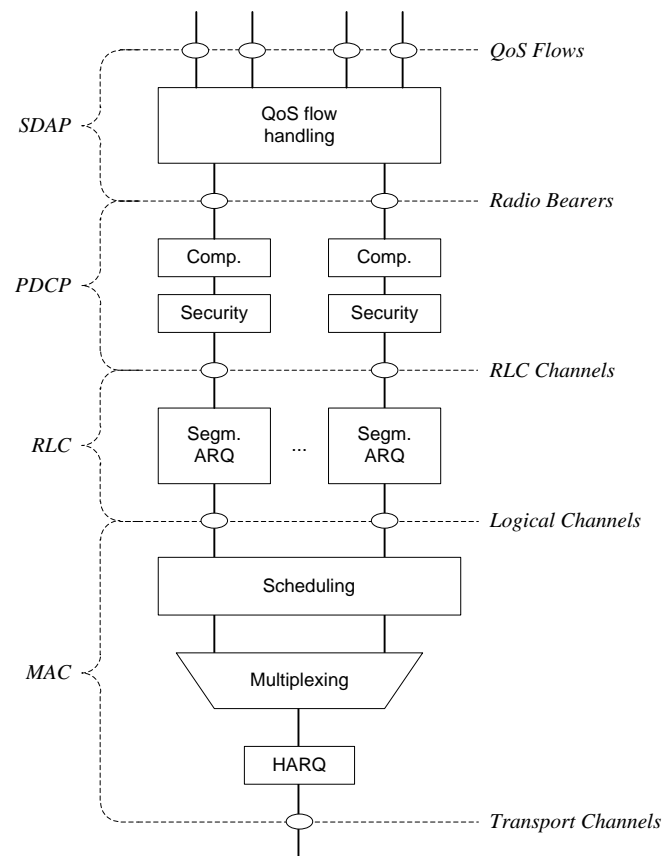 QoS Flows
QoS flow
handling
SDAP
Radio Bearers
Comp.
Comp.
PDCP
Security
Security
RLC Channels
Segm.
ARQ
...
Segm.
ARQ
RLC
Logical Channels
Scheduling
MAC
Multiplexing
HARQ
Transport Channels